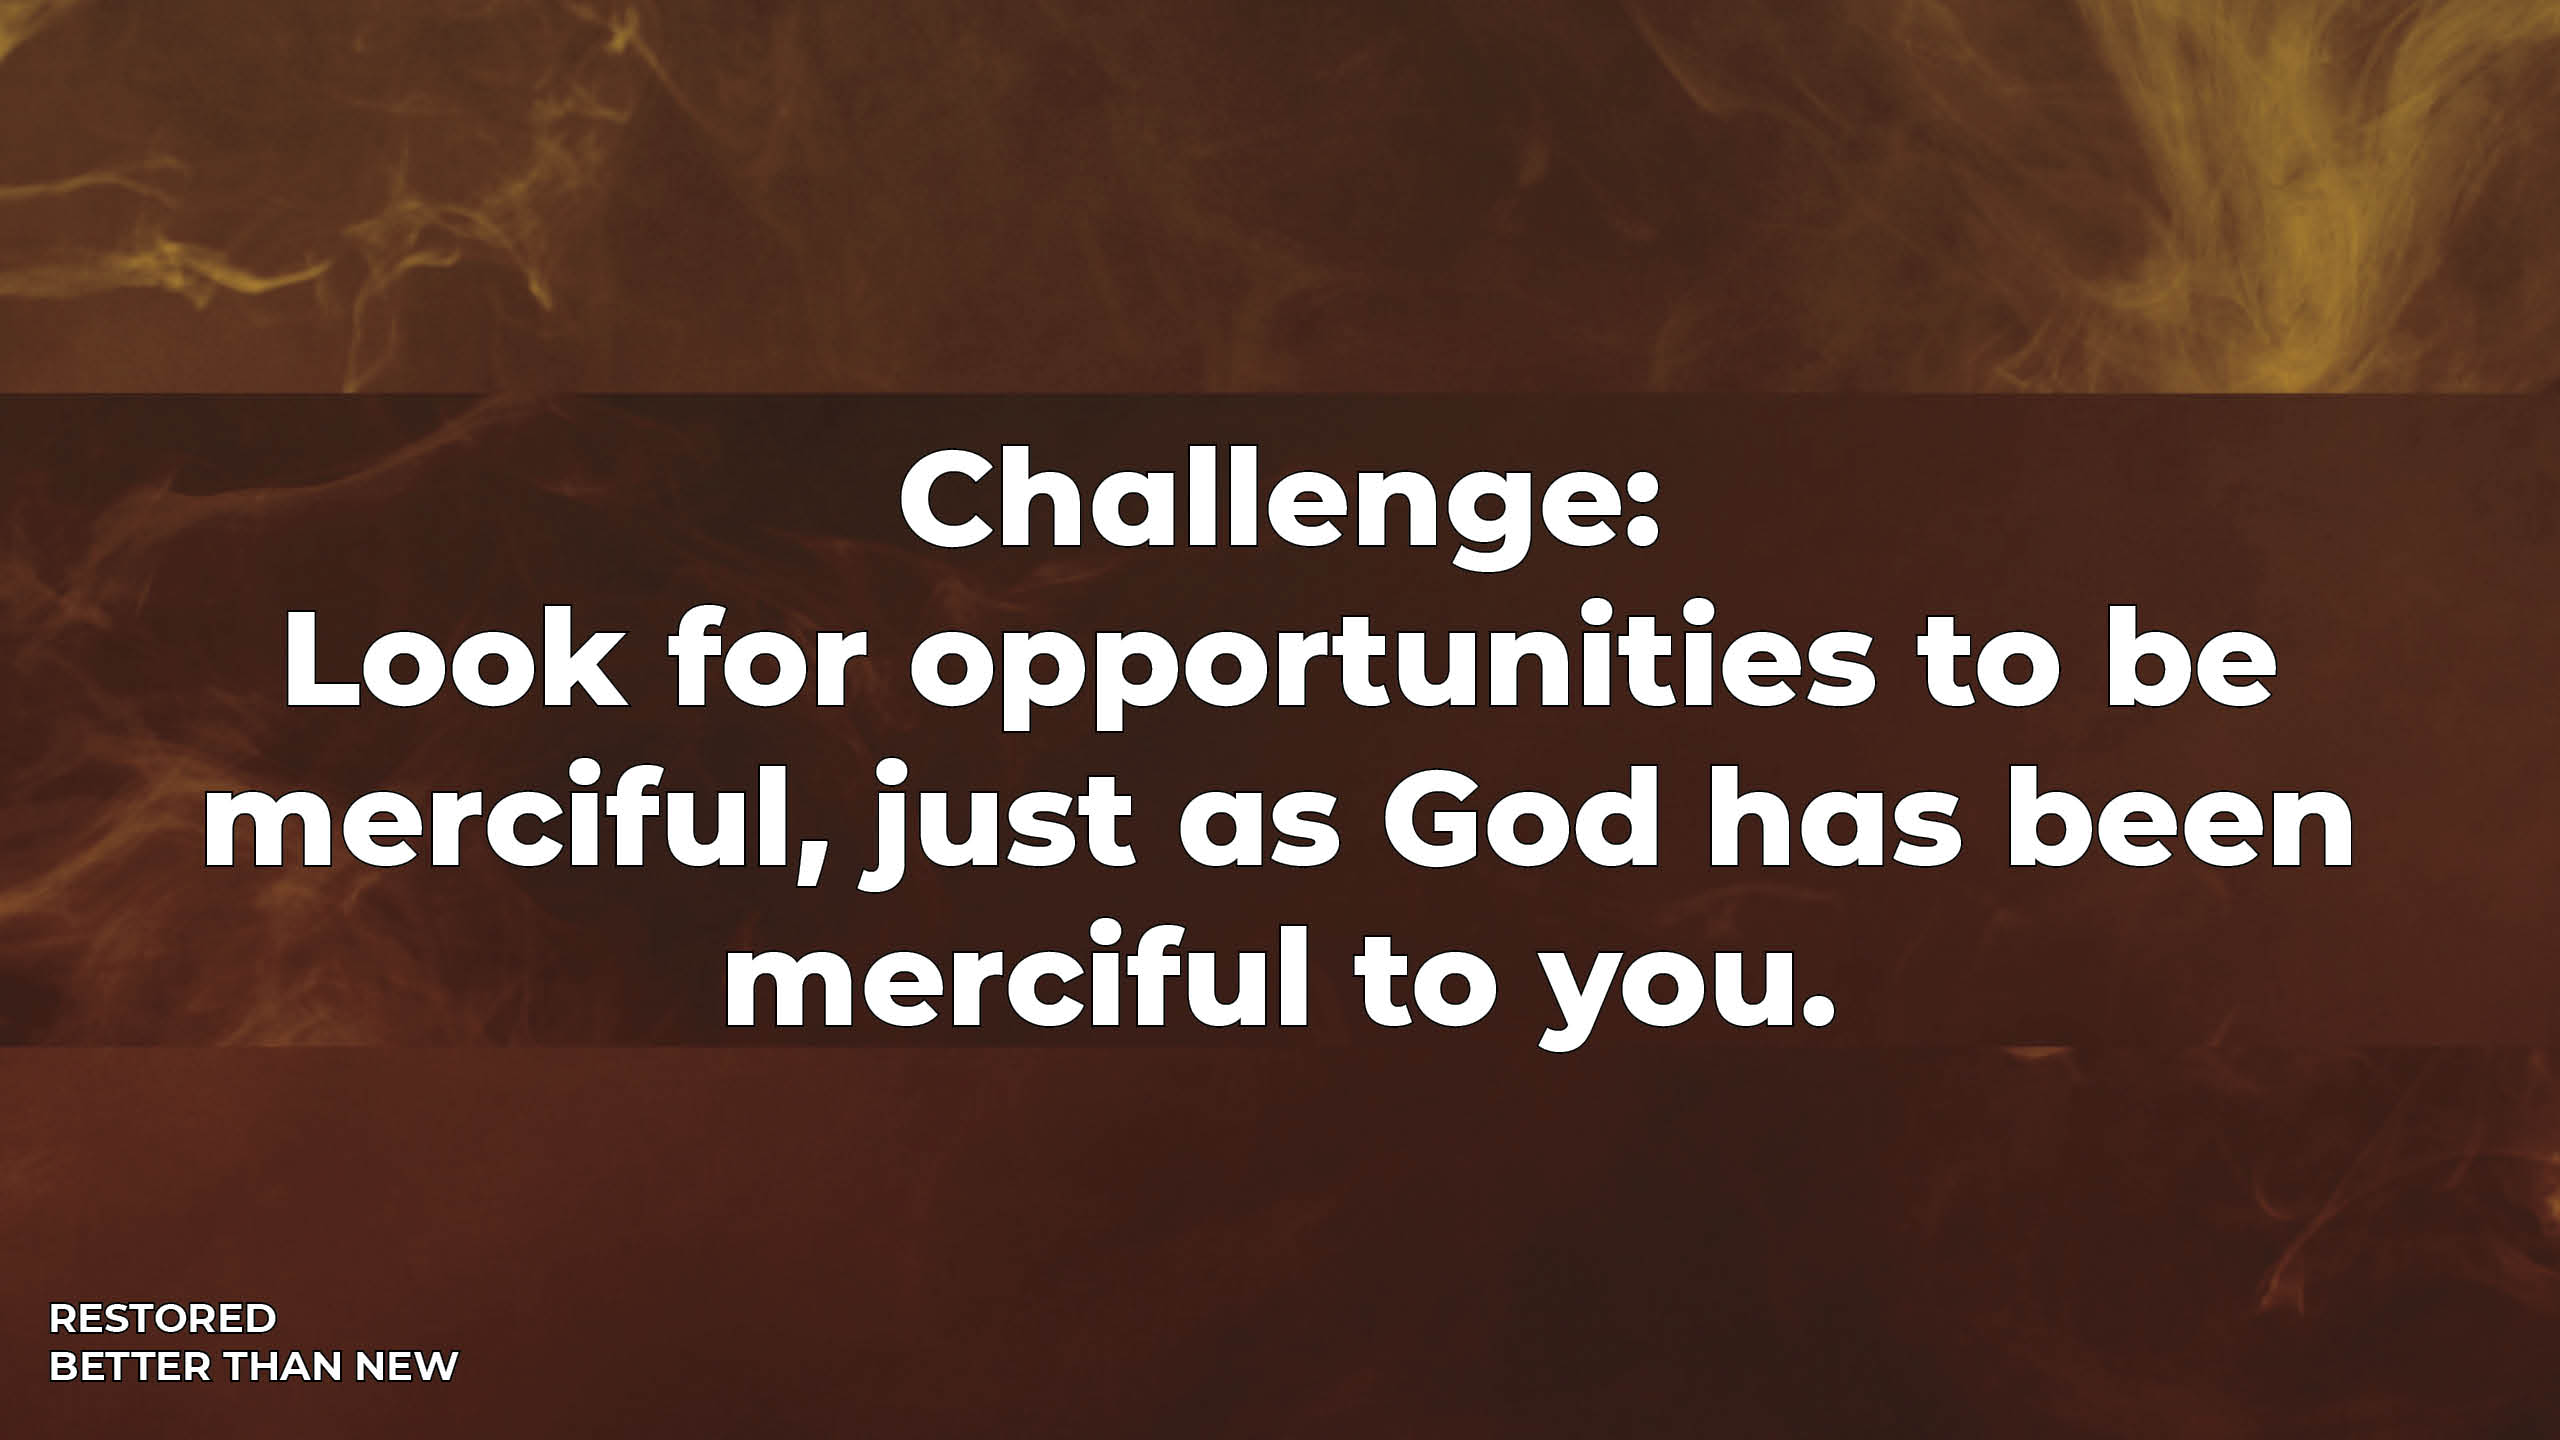 Challenge:
Look for opportunities to be
merciful, just as God has been
merciful to you.
RESTORED
BETTER THAN NEW